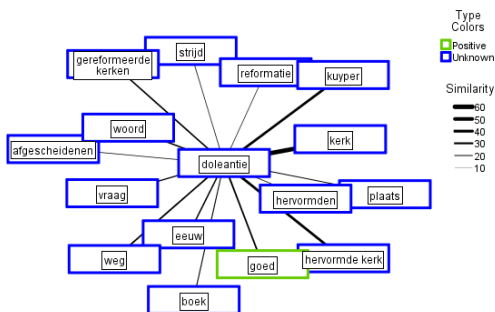 Type
Colors
Positive
Unknown
Similarity
60
50
40
30
20
10
strijd
gereformeerde
kerken
reformatie
kuyper
woord
kerk
afgescheidenen
doleantie
vraag
hervormden
plaats
eeuw
weg
goed
hervormde kerk
boek